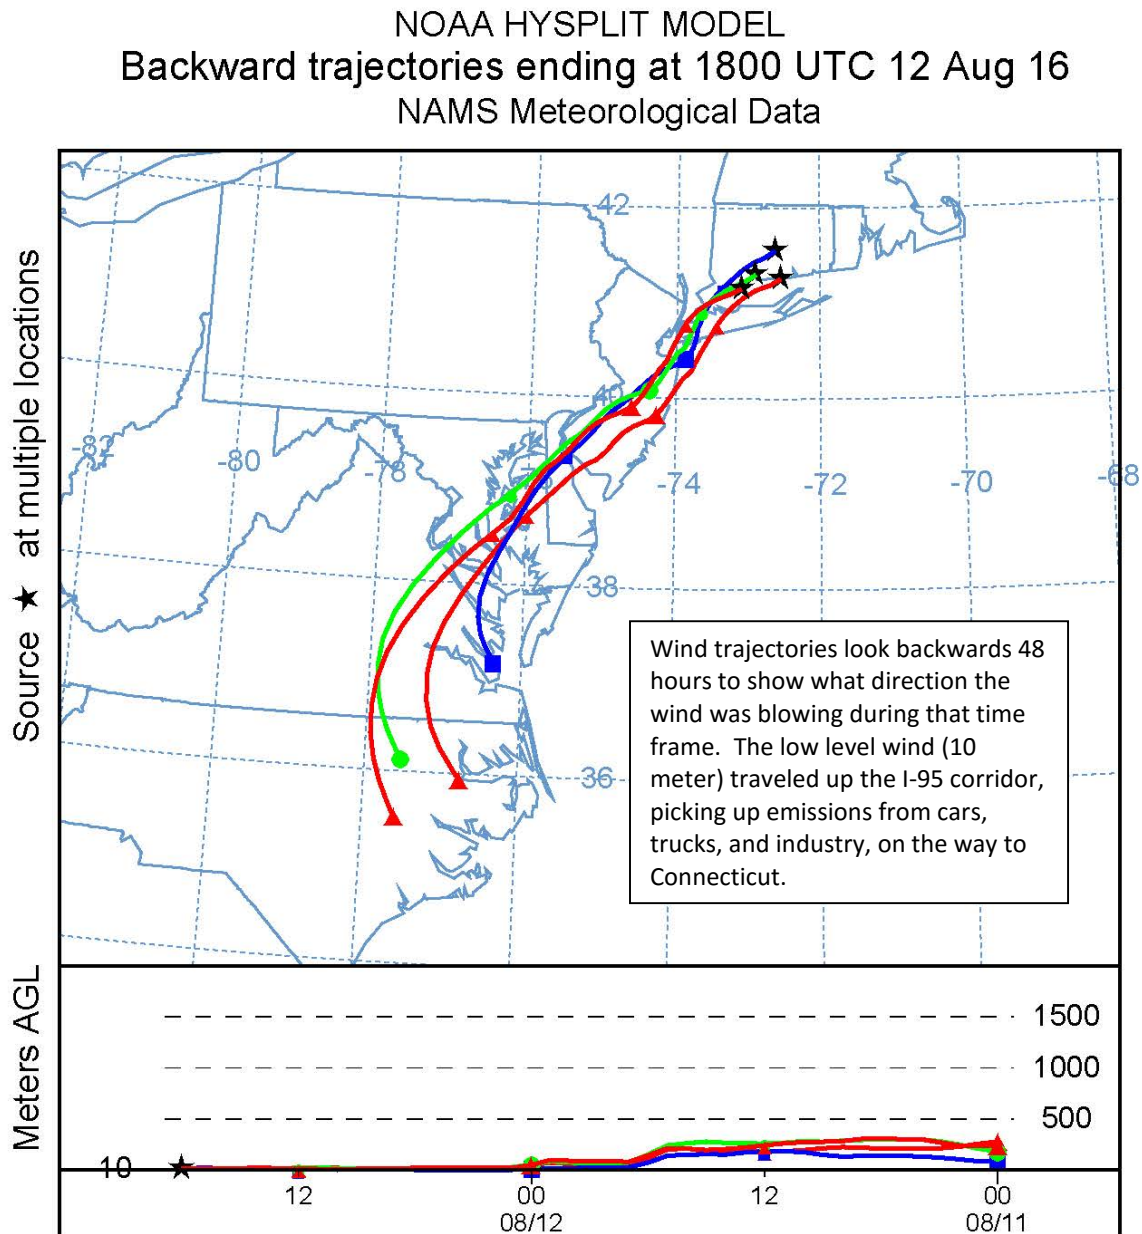 NOAA HYSPLIT MODEL
Backward trajectories ending at 1800 UTC 12 Aug 16
NAMS Meteorological Data
Source ★ at multiple locations
42
-80
-78
-74
-72
-70
-68
38
36
Wind trajectories look backwards 48
hours to show what direction the
wind was blowing during that time
frame. The low level wind (10
meter) traveled up the I-95 corridor,
picking up emissions from cars,
trucks, and industry, on the way to
Connecticut.
Meters AGL
1500
1000
500
10
12 00 12 00
08/12 08/11